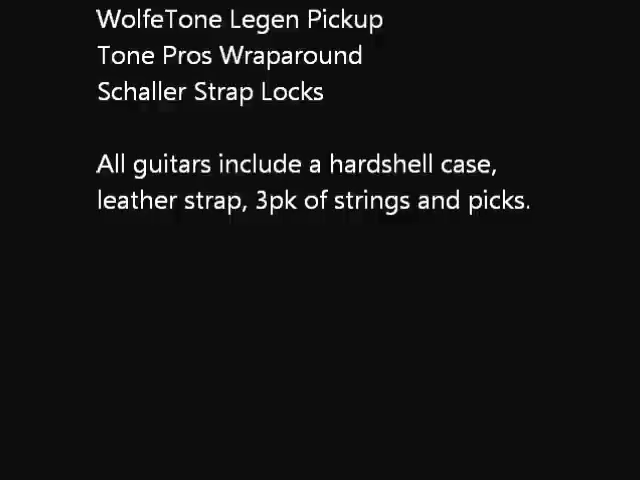 WolfeTone Legen Pickup
Tone Pros Wraparound
Schaller Strap Locks
All guitars include a hardshell case,
leather strap, 3pk of strings and picks.